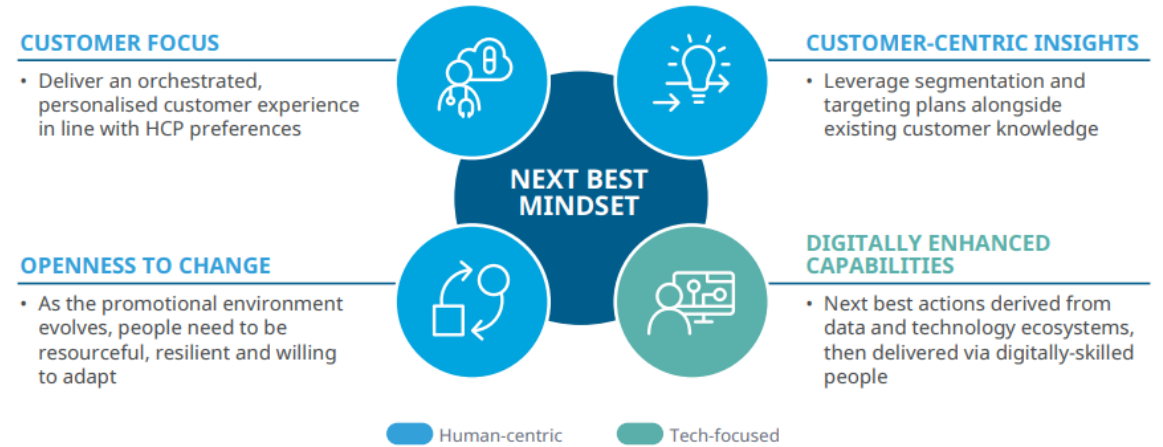 CUSTOMER FOCUS
• Deliver an orchestrated,
personalised customer experience
in line with HCP preferences
CUSTOMER-CENTRIC INSIGHTS
• Leverage segmentation and
targeting plans alongside
existing customer knowledge
NEXT BEST
MINDSET
OPENNESS TO CHANGE
• As the promotional environment
evolves, people need to be
resourceful, resilient and willing
to adapt
DIGITALLY ENHANCED
CAPABILITIES
• Next best actions derived from
data and technology ecosystems,
then delivered via digitally-skilled
people
Human-centric
Tech-focused